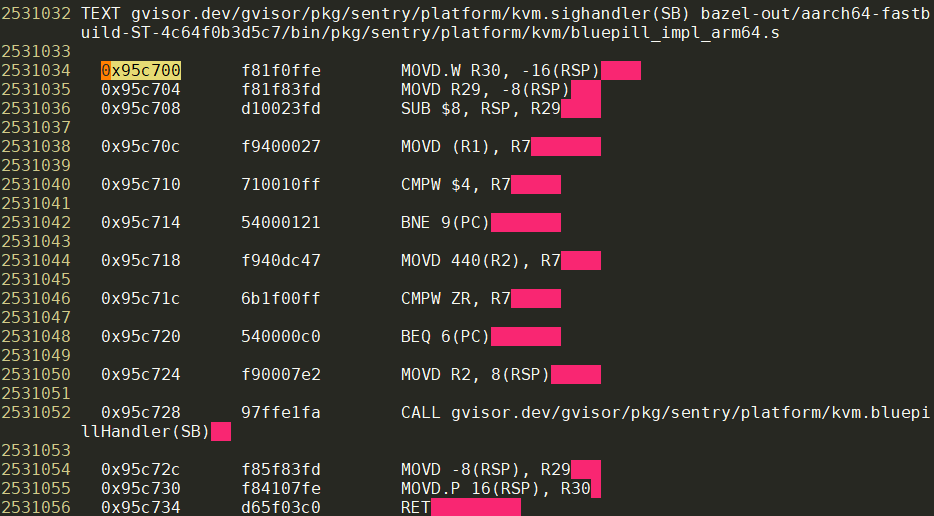 2531032 TEXT gvisor.dev/gvisor/pkg/sentry/platform/kvm.sighandler(SB) bazel-out/aarch64-fastb
uild-ST-4c64f0b3d5c7/bin/pkg/sentry/platform/kvm/bluepill_impl_arm64.s
2531033
2531034   0x95c700      f81f0ffe        MOVD.W R30, -16(RSP)
2531035   0x95c704      f81f83fd        MOVD R29, -8(RSP)
2531036   0x95c708      d10023fd        SUB $8, RSP, R29
2531037
2531038   0x95c70c      f9400027        MOVD (R1), R7
2531039
2531040   0x95c710      710010ff        CMPW $4, R7
2531041
2531042   0x95c714      54000121        BNE 9(PC)
2531043
2531044   0x95c718      f940dc47        MOVD 440(R2), R7
2531045
2531046   0x95c71c      6b1f00ff        CMPW ZR, R7
2531047
2531048   0x95c720      540000c0        BEQ 6(PC)
2531049
2531050   0x95c724      f90007e2        MOVD R2, 8(RSP)
2531051
2531052   0x95c728      97ffe1fa        CALL gvisor.dev/gvisor/pkg/sentry/platform/kvm.bluepi
llHandler(SB)
2531053
2531054   0x95c72c      f85f83fd        MOVD -8(RSP), R29
2531055   0x95c730      f84107fe        MOVD.P 16(RSP), R30
2531056   0x95c734      d65f03c0        RET